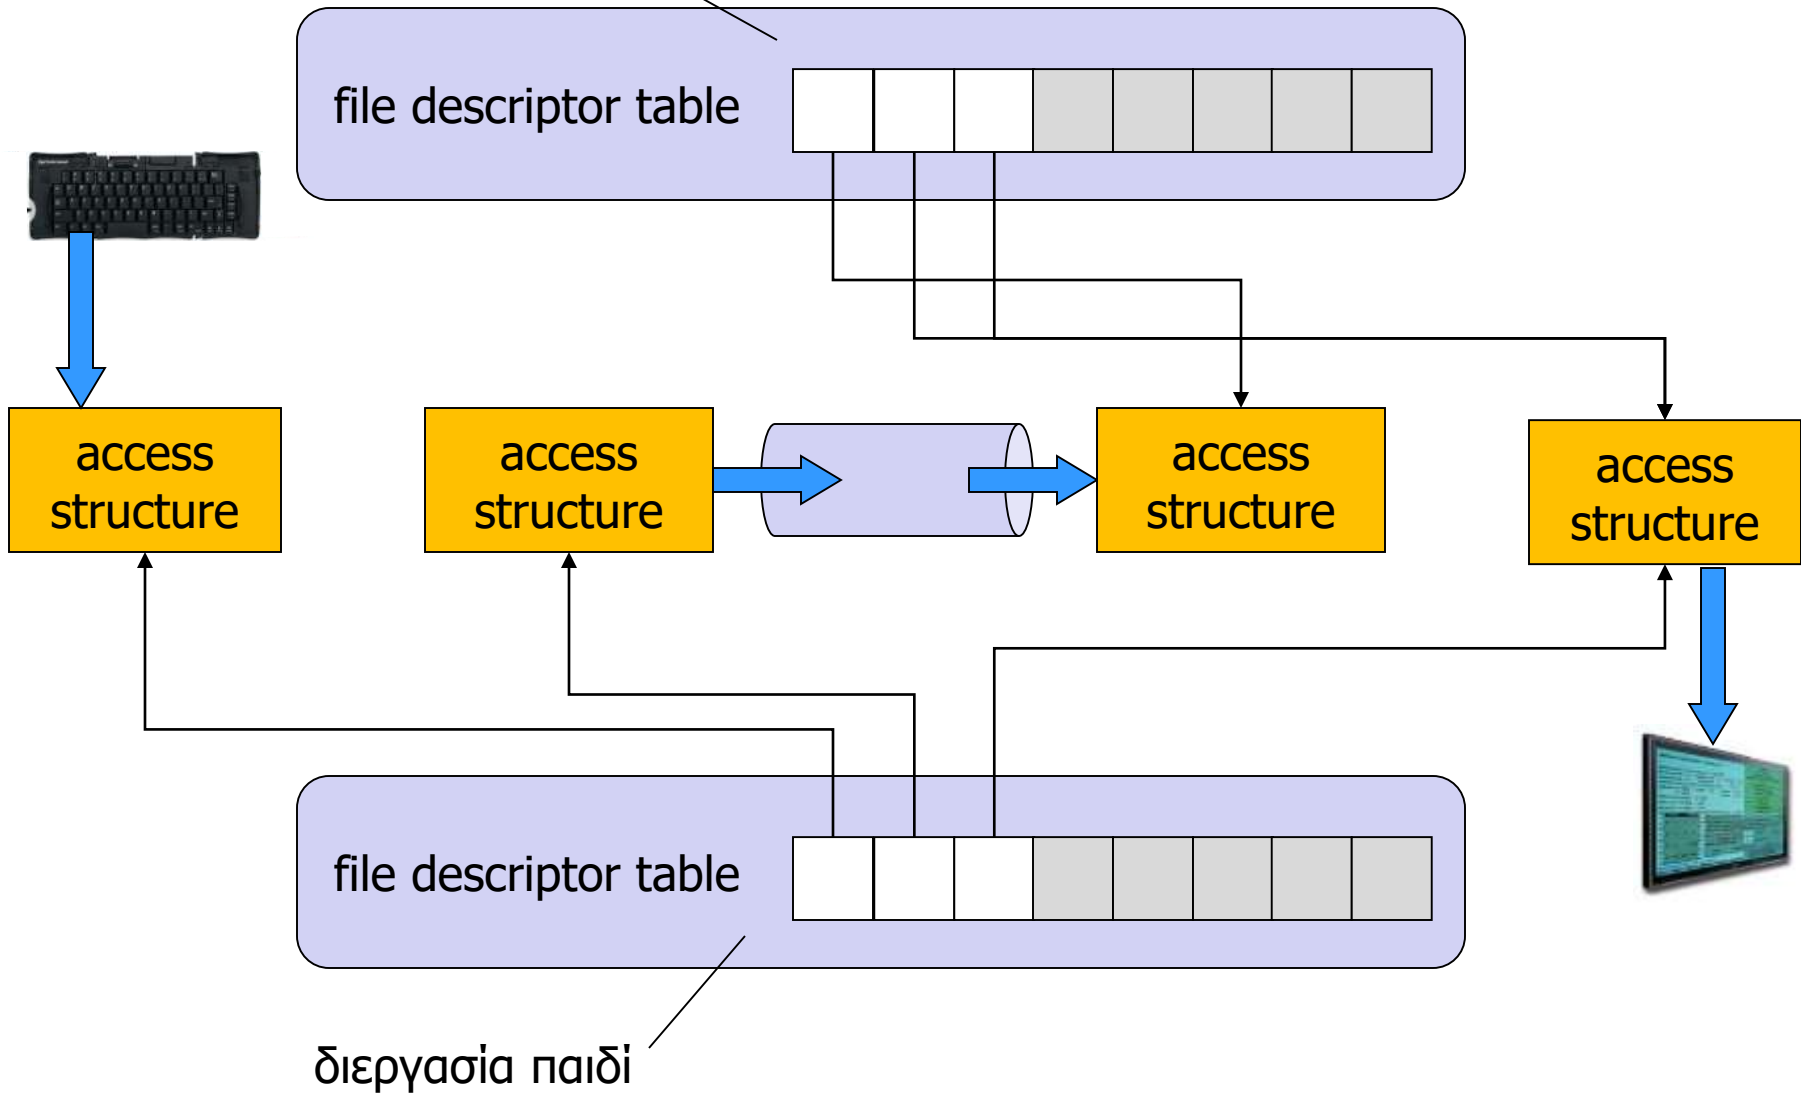 file descriptor table
access
structure
access
structure
access
structure
access
structure
file descriptor table
διεργασία παιδί